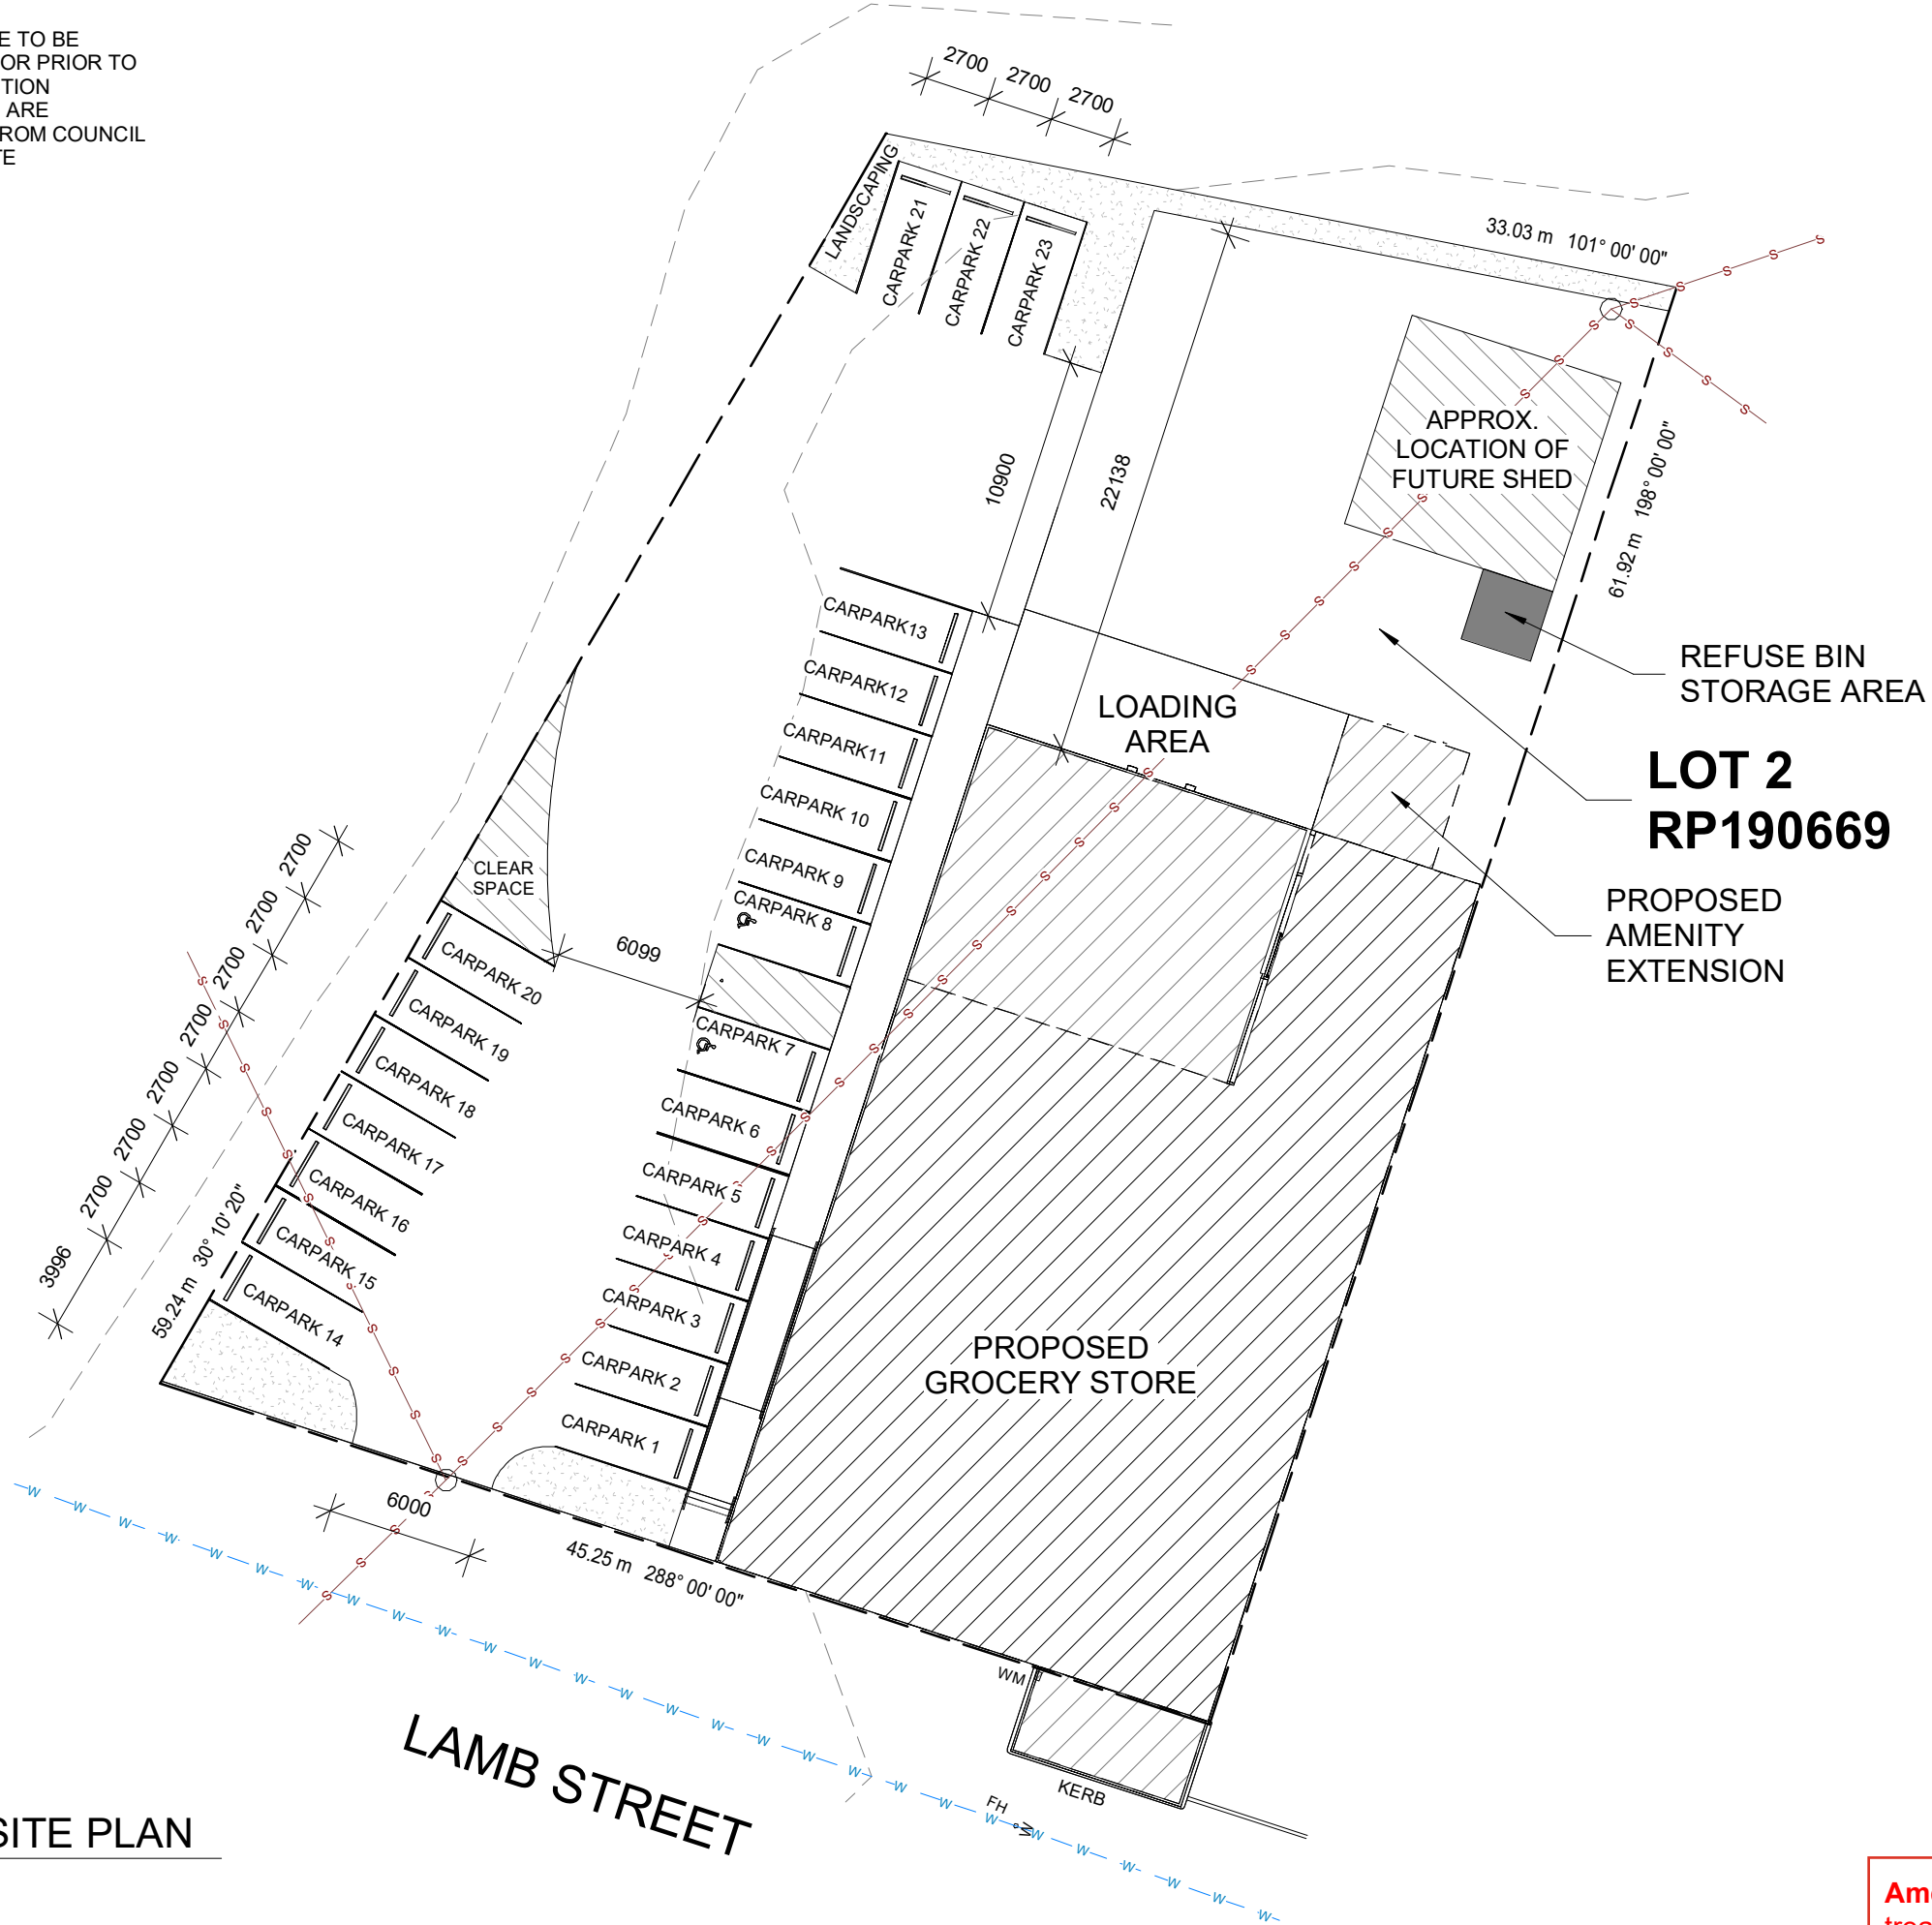 E TO BE
OR PRIOR TO
TION
ARE
ROM COUNCIL
TE
2700
2700
2700
LANDSCAPING
CARPARK 21
CARPARK 22
CARPARK 23
33.03 m 101° 00' 00"
10900
22138
APPROX.
LOCATION OF
FUTURE SHED
61.92 m 198° 00' 00"
REFUSE BIN
STORAGE AREA
LOT 2
RP190669
PROPOSED
AMENITY
EXTENSION
LOADING
AREA
CARPARK13
CARPARK12
CARPARK11
CARPARK 10
CARPARK 9
CARPARK 8
CARPARK 7
CARPARK 6
CARPARK 5
CARPARK 4
CARPARK 3
CARPARK 2
CARPARK 1
CLEAR
SPACE
6099
CARPARK 20
CARPARK 19
CARPARK 18
CARPARK 17
CARPARK 16
CARPARK 15
CARPARK 14
2700
2700
2700
2700
2700
2700
2700
3996
59.24 m 30° 10' 20"
PROPOSED
GROCERY STORE
6000
45.25 m 288° 00' 00"
WM
KERB
FH
LAMB STREET
SITE PLAN